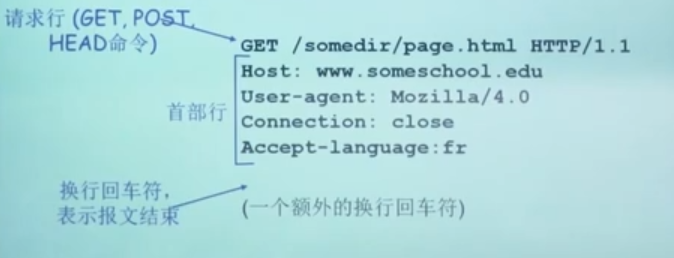 请求行 (GET, POST,
HEAD命令)
GET /somedir/page.html HTTP/1.1
Host: www.someschool.edu
User-agent: Mozilla/4.0
Connection: close
Accept-language:fr
首部行
换行回车符,
表示报文结束
(一个额外的换行回车符)